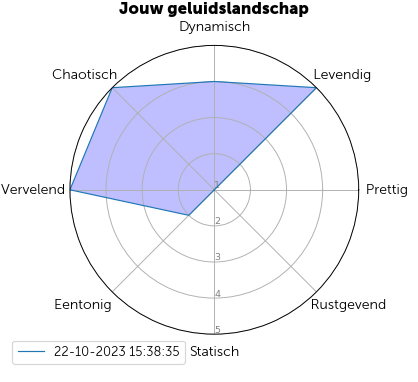 Jouw geluidslandschap
Dynamisch
Chaotisch
Levendig
Vervelend
1
Prettig
2
3
4
Eentonig
Rustgevend
5
22-10-2023 15:38:35
Statisch